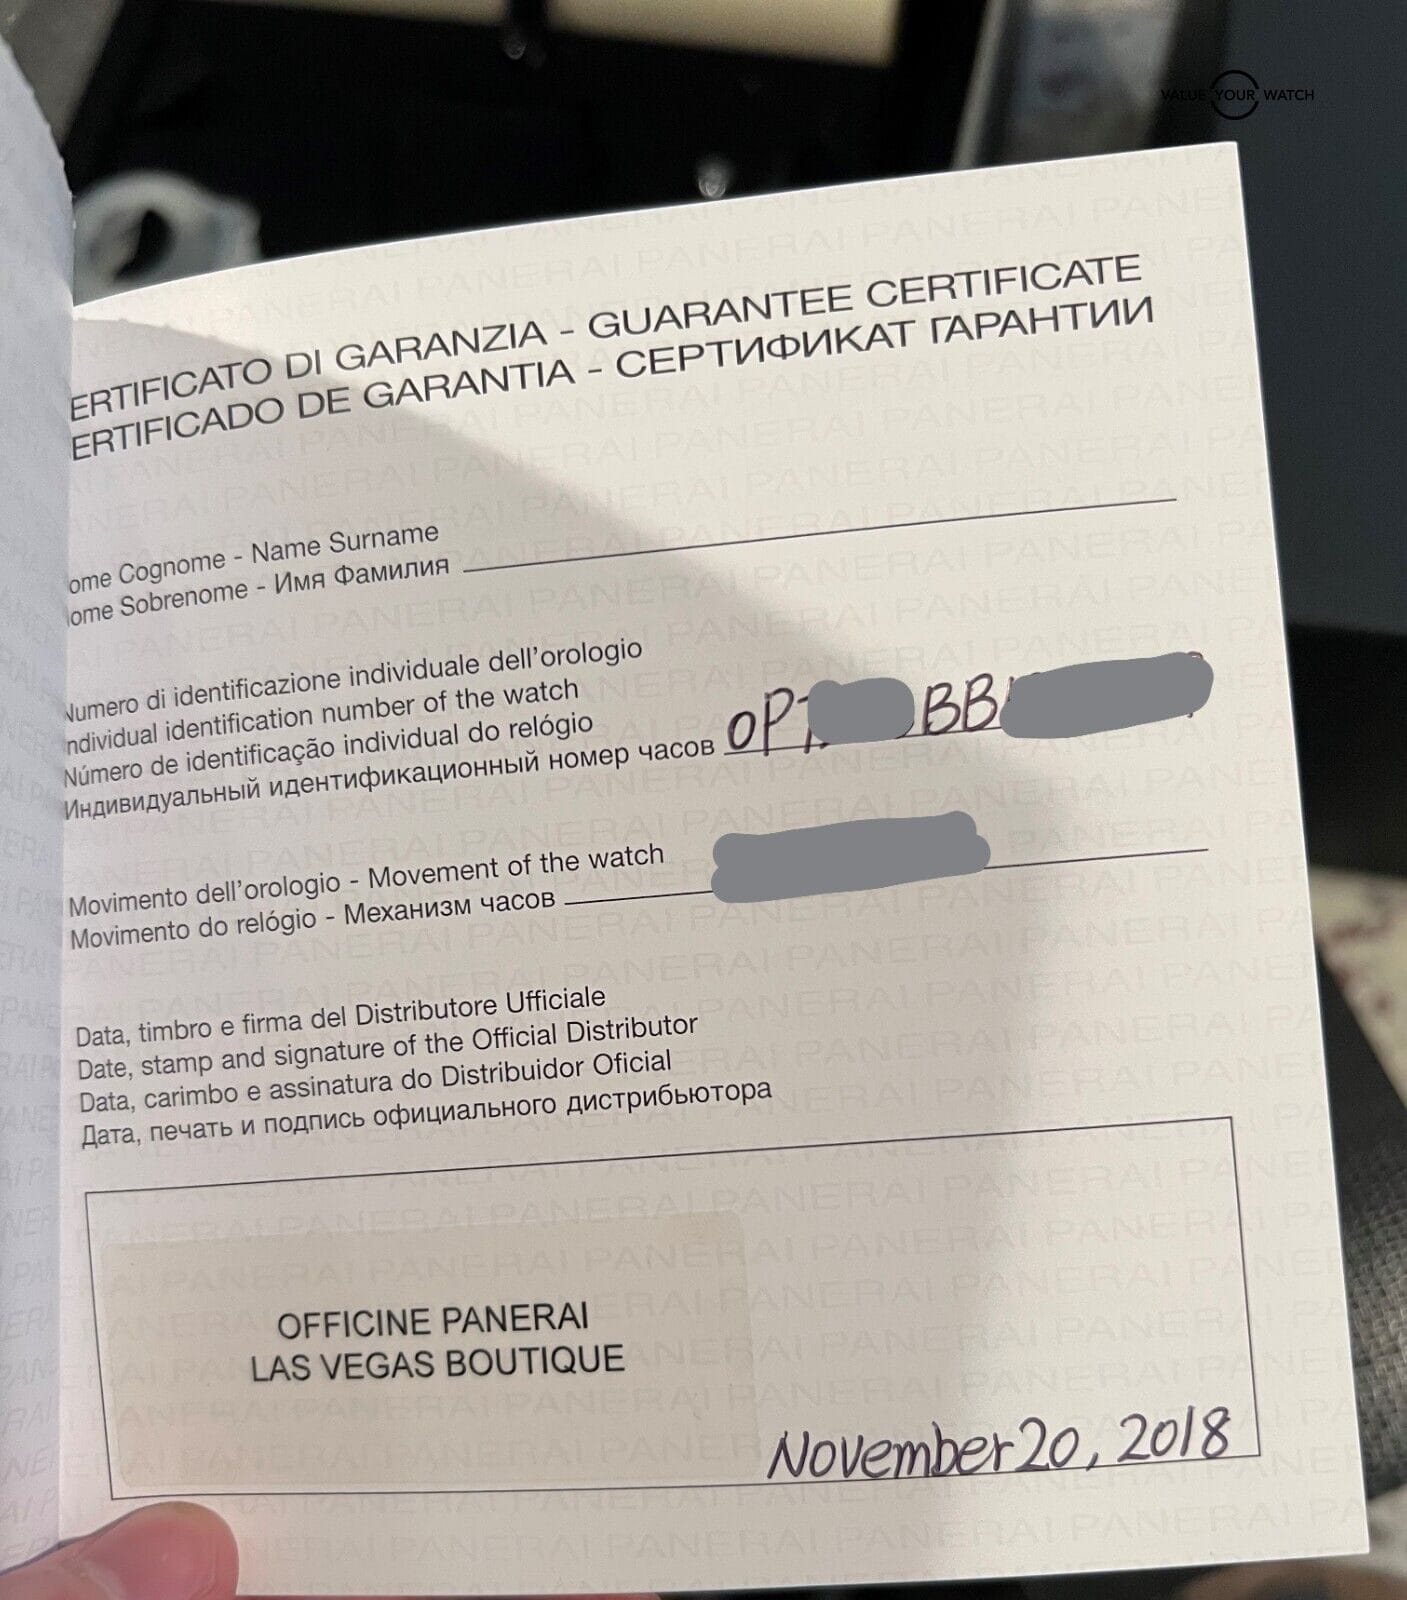 VALUE YOUR WATCH
ERTIFICATO DI GARANZIA - GUARANTEE CERTIFICATE
ERTIFICADO DE GARANTIA - СЕРТИФИКАТ ГАРАНТИИ
ome Cognome - Name Surname
ome Sobrenome - Имя Фамилия
Numero di identificazione individuale dell'orologio
Individual identification number of the watch
Número de identificação individual do relógio
Индивидуальный идентификационный номер часов OP BB
Movimento dell'orologio - Movement of the watch
Movimento do relógio - Механизм часов
Data, timbro e firma del Distributore Ufficiale
Date, stamp and signature of the Official Distributor
Data, carimbo e assinatura do Distribuidor Oficial
Дата, печать и подпись официального дистрибьютора
OFFICINE PANERAI
LAS VEGAS BOUTIQUE
November 20, 2018